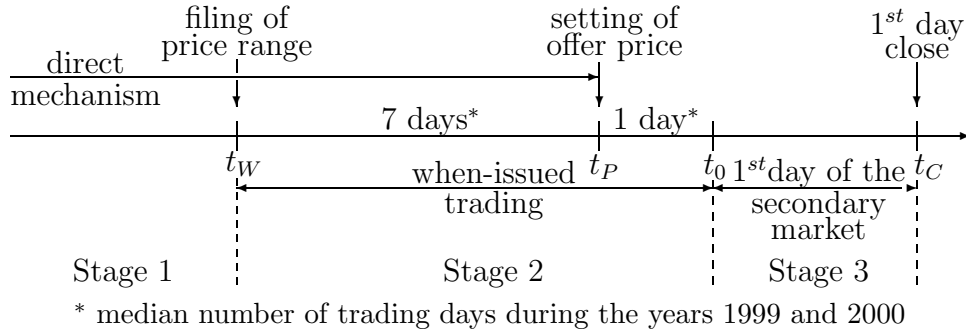 filing of
price range
setting of
offer price
1st day
close
direct
mechanism
7 days*
1 day*
tW
tP
t0
tC
when-issued
trading
1stday of the
secondary
market
Stage 1
Stage 2
Stage 3
* median number of trading days during the years 1999 and 2000